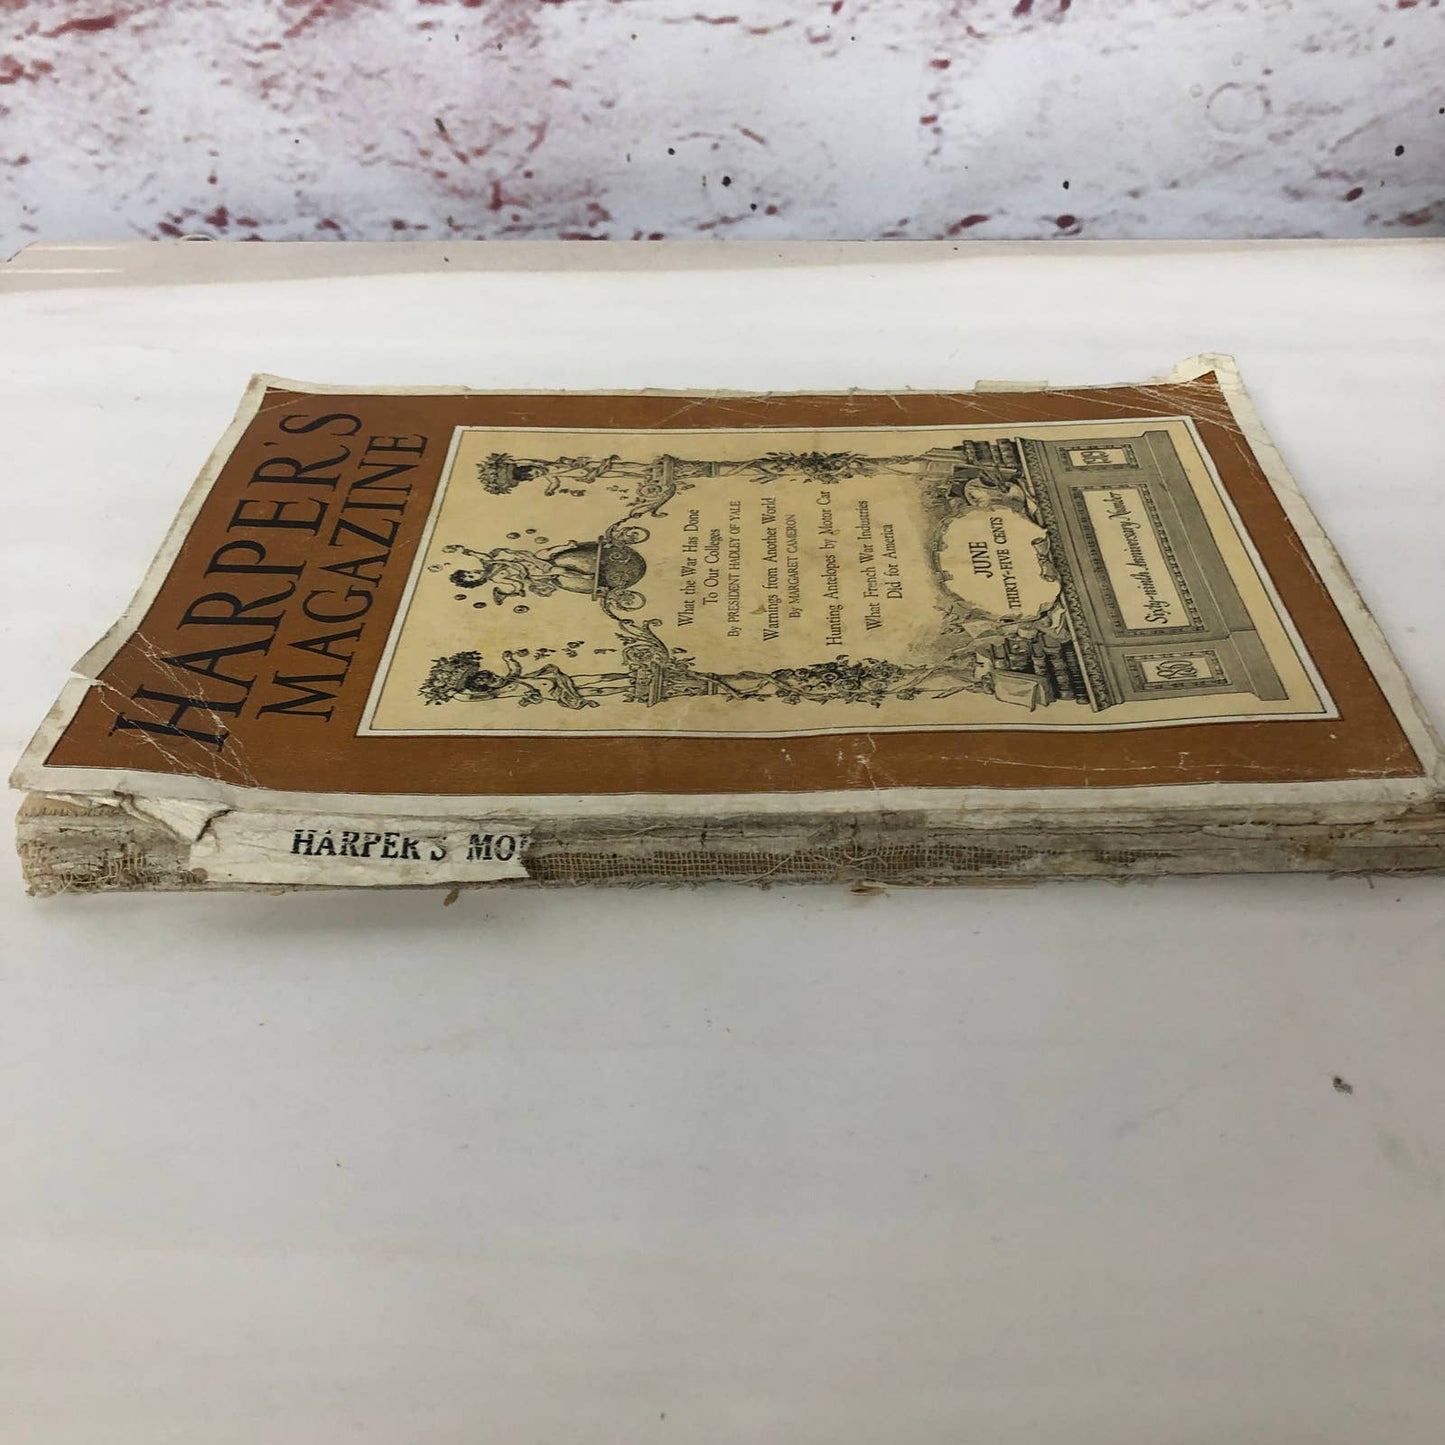 HARPER'S
MAGAZINE
What the War Has Done
To Our Colleges
By PRESIDENT HADLEY OF YALE
Warnings from Another World
By MARGARET CAMERON
Hunting Antelopes by Motor Car
What French War Industries
Did for America
JUNE
THIRTY-FIVE CENTS
1850
Sixty-ninth Anniversary Number
1919
HARPER'S MO